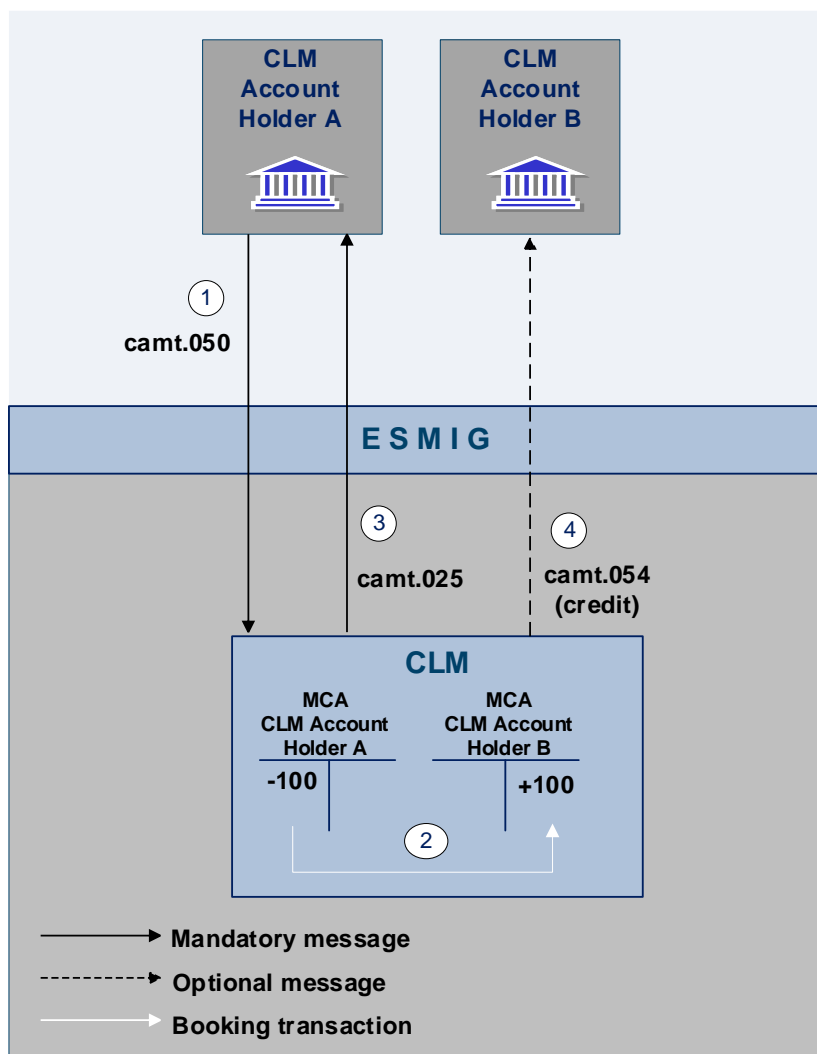 CLM
Account
Holder A
CLM
Account
Holder B
1
camt.050
E S M I G
3
camt.025
4
camt.054
(credit)
CLM
MCA
CLM Account
Holder A
MCA
CLM Account
Holder B
-100
+100
2
Mandatory message
Optional message
Booking transaction